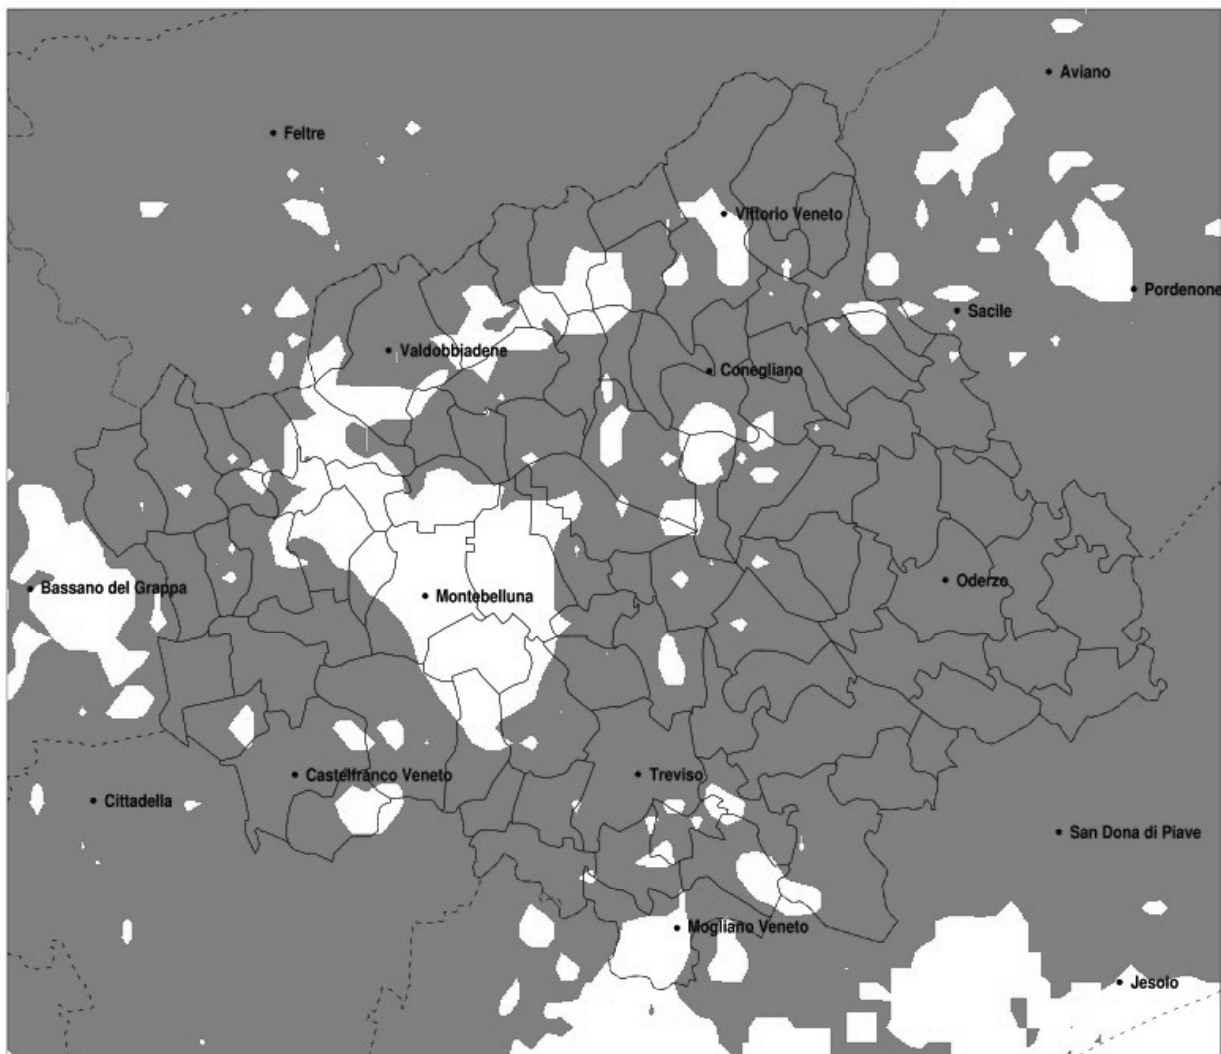 Aviano
Feltre
Vittorio Veneto
Pordenone
Sacile
Valdobbiadene
Conegliano
Oderzo
Bassano del Grappa
Montebelluna
Castelfranco Veneto
Treviso
Cittadella
San Dona di Piave
Mogliano Veneto
Jesolo